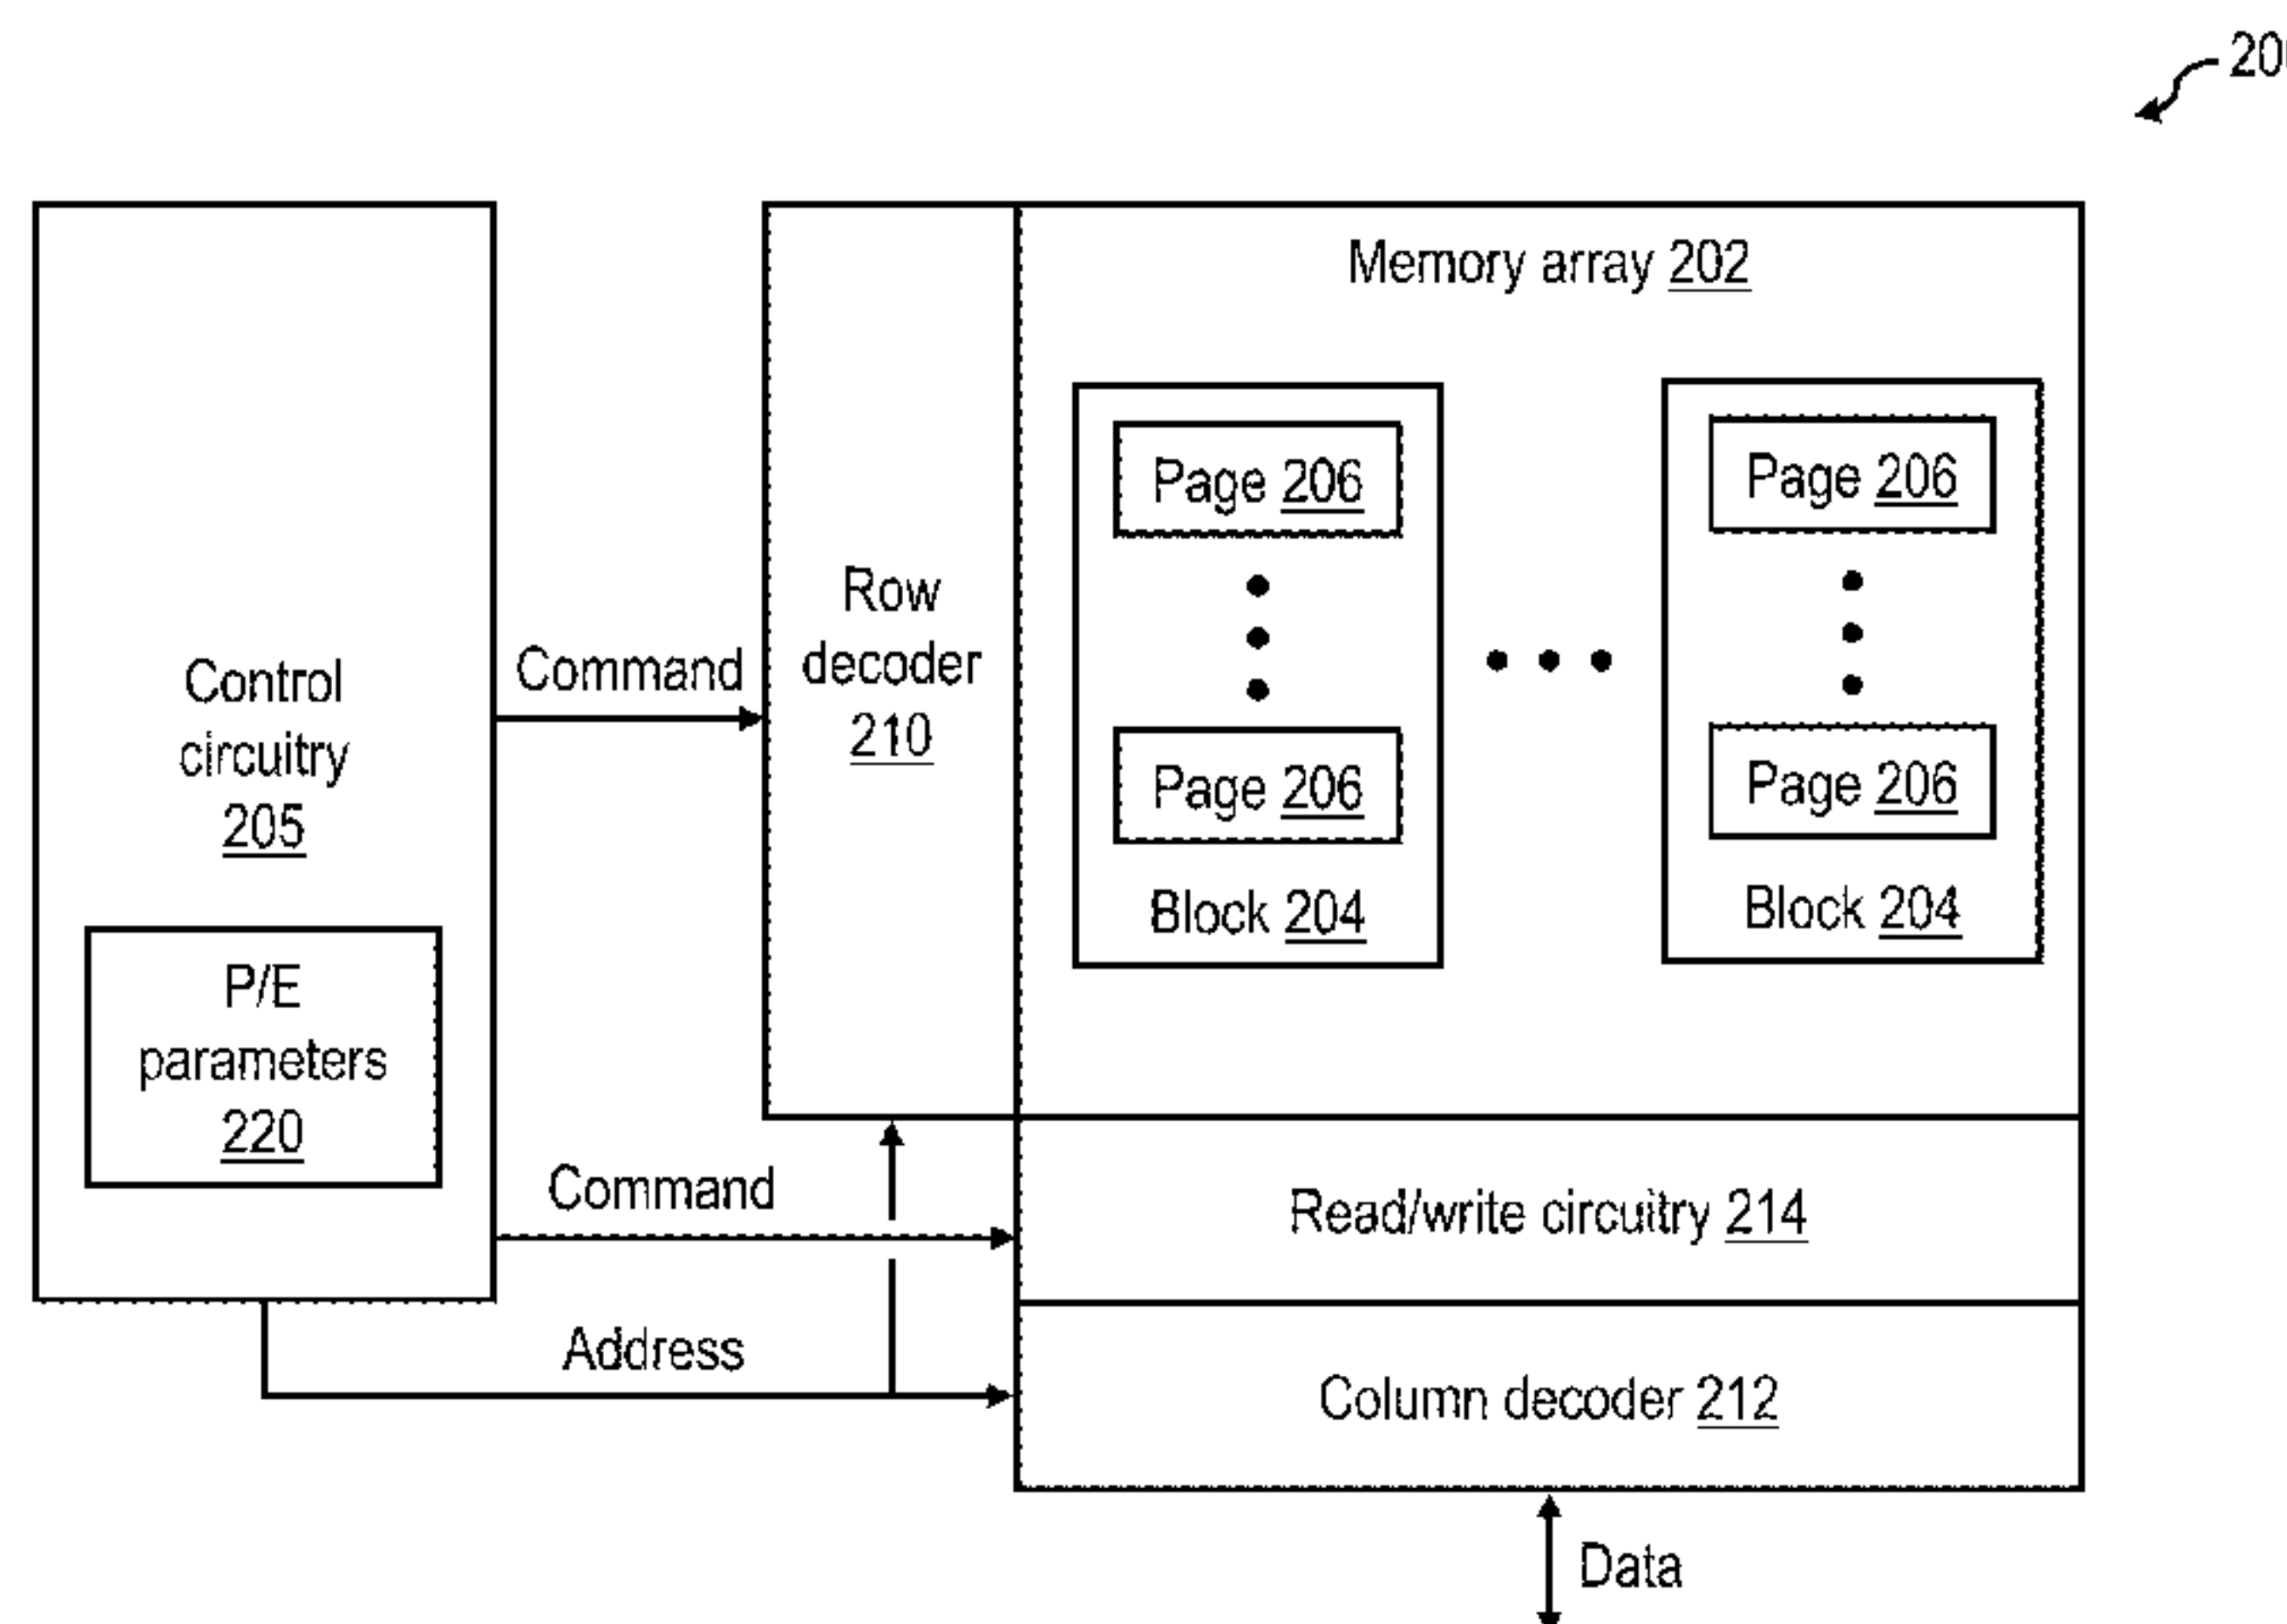 Memory array 202
Page 206
Page 206
Row
decoder
210
Command
Control
circuitry
205
Page 206
Page 206
Block 204
Block 204
P/E
parameters
220
Command
Read/write circuitry 214
Address
Column decoder 212
Data